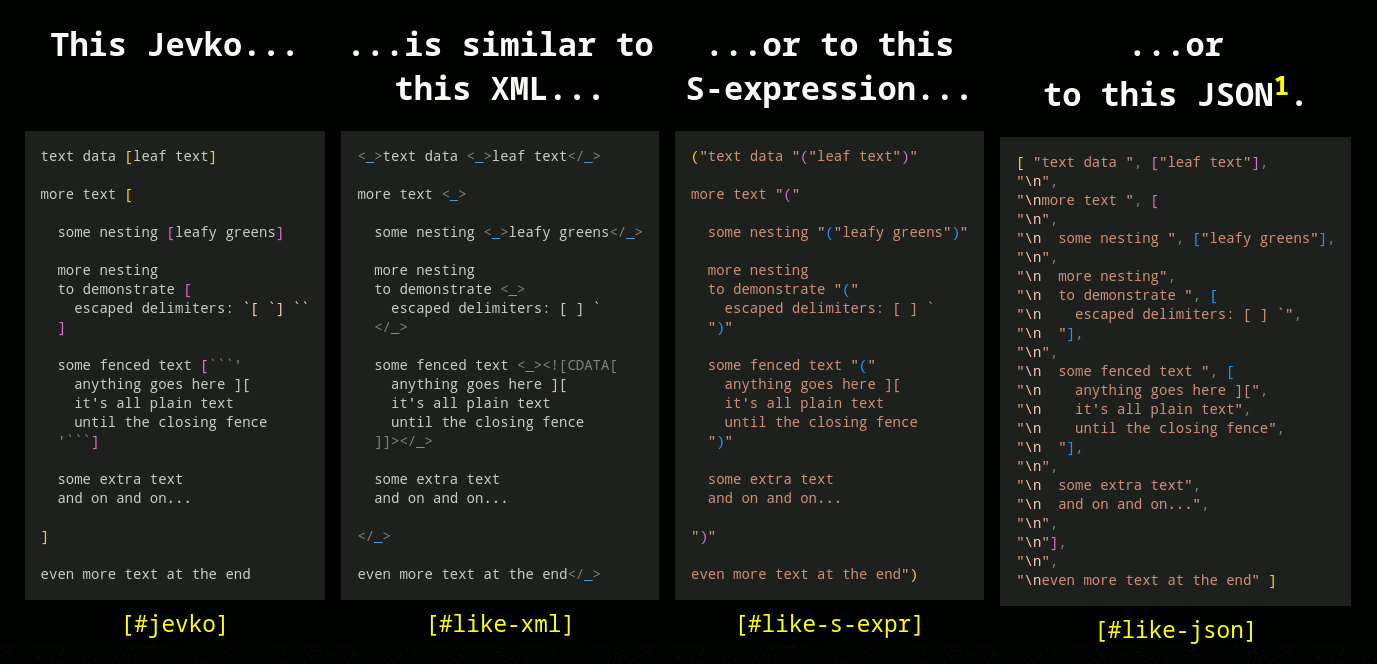 This Jevko...
text data [leaf text]
more text [
  some nesting [leafy greens]
  more nesting
  to demonstrate [
    escaped delimiters: `[ `] ``
  ]
  some fenced text [```'
    anything goes here ][
    it's all plain text
    until the closing fence
  '```]
  some extra text
  and on and on...
]
even more text at the end
[#jevko]
...is similar to
this XML...
<_>text data <_>leaf text</_>
more text <_>
  some nesting <_>leafy greens</_>
  more nesting
  to demonstrate <_>
    escaped delimiters: [ ] `
  </_>
  some fenced text <_><![CDATA[
    anything goes here ][
    it's all plain text
    until the closing fence
  ]]></_>
  some extra text
  and on and on...
</_>
even more text at the end</_>
[#like-xml]
...or to this
S-expression...
("text data "("leaf text")"
more text "("
  some nesting "("leafy greens")"
  more nesting
  to demonstrate "("
    escaped delimiters: [ ] `
  ")"
  some fenced text "("
    anything goes here ][
    it's all plain text
    until the closing fence
  ")"
  some extra text
  and on and on...
")"
even more text at the end")
[#like-s-expr]
...or
to this JSON1.
[ "text data ", ["leaf text"],
"\n",
"\nmore text ", [
"\n",
"\n  some nesting ", ["leafy greens"],
"\n",
"\n  more nesting",
"\n  to demonstrate ", [
"\n    escaped delimiters: [ ] `",
"\n  "],
"\n",
"\n  some fenced text ", [
"\n    anything goes here ][",
"\n    it's all plain text",
"\n    until the closing fence",
"\n  "],
"\n",
"\n  some extra text",
"\n  and on and on...",
"\n",
"\n"],
"\n",
"\neven more text at the end" ]
[#like-json]